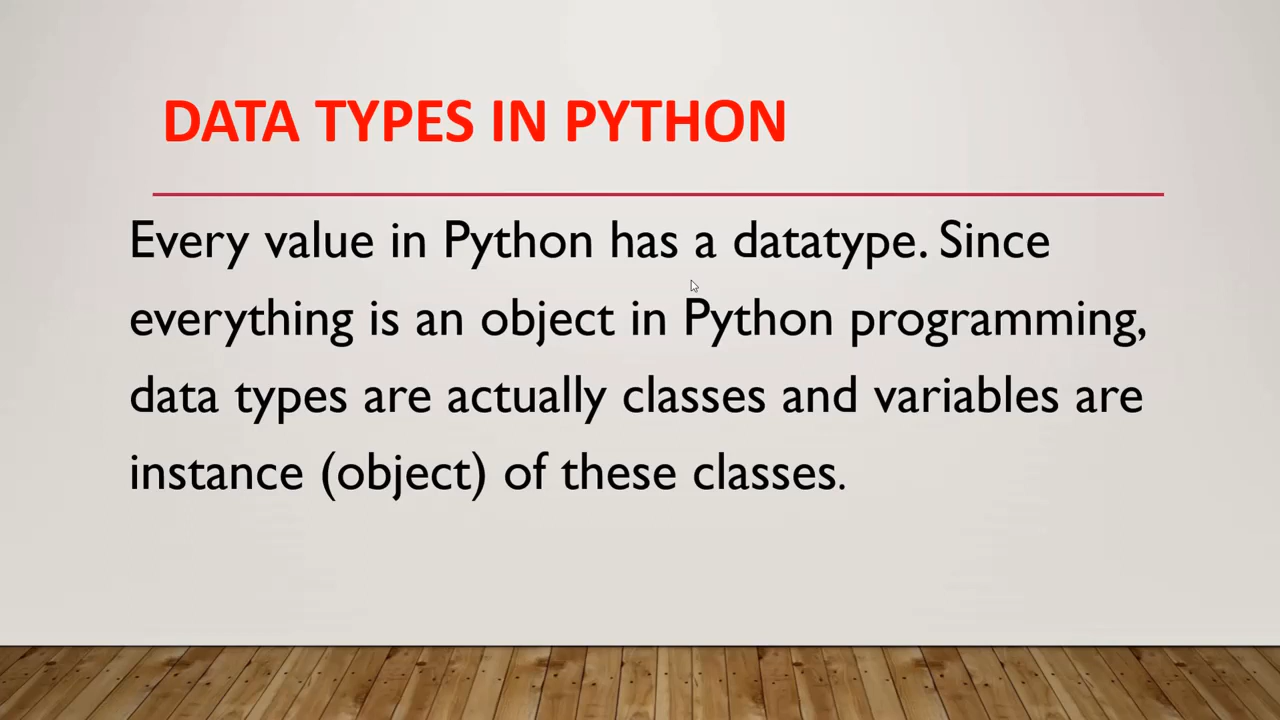 DATA TYPES IN PYTHON
Every value in Python has a datatype. Since
everything is an object in Python programming,
data types are actually classes and variables are
instance (object) of these classes.